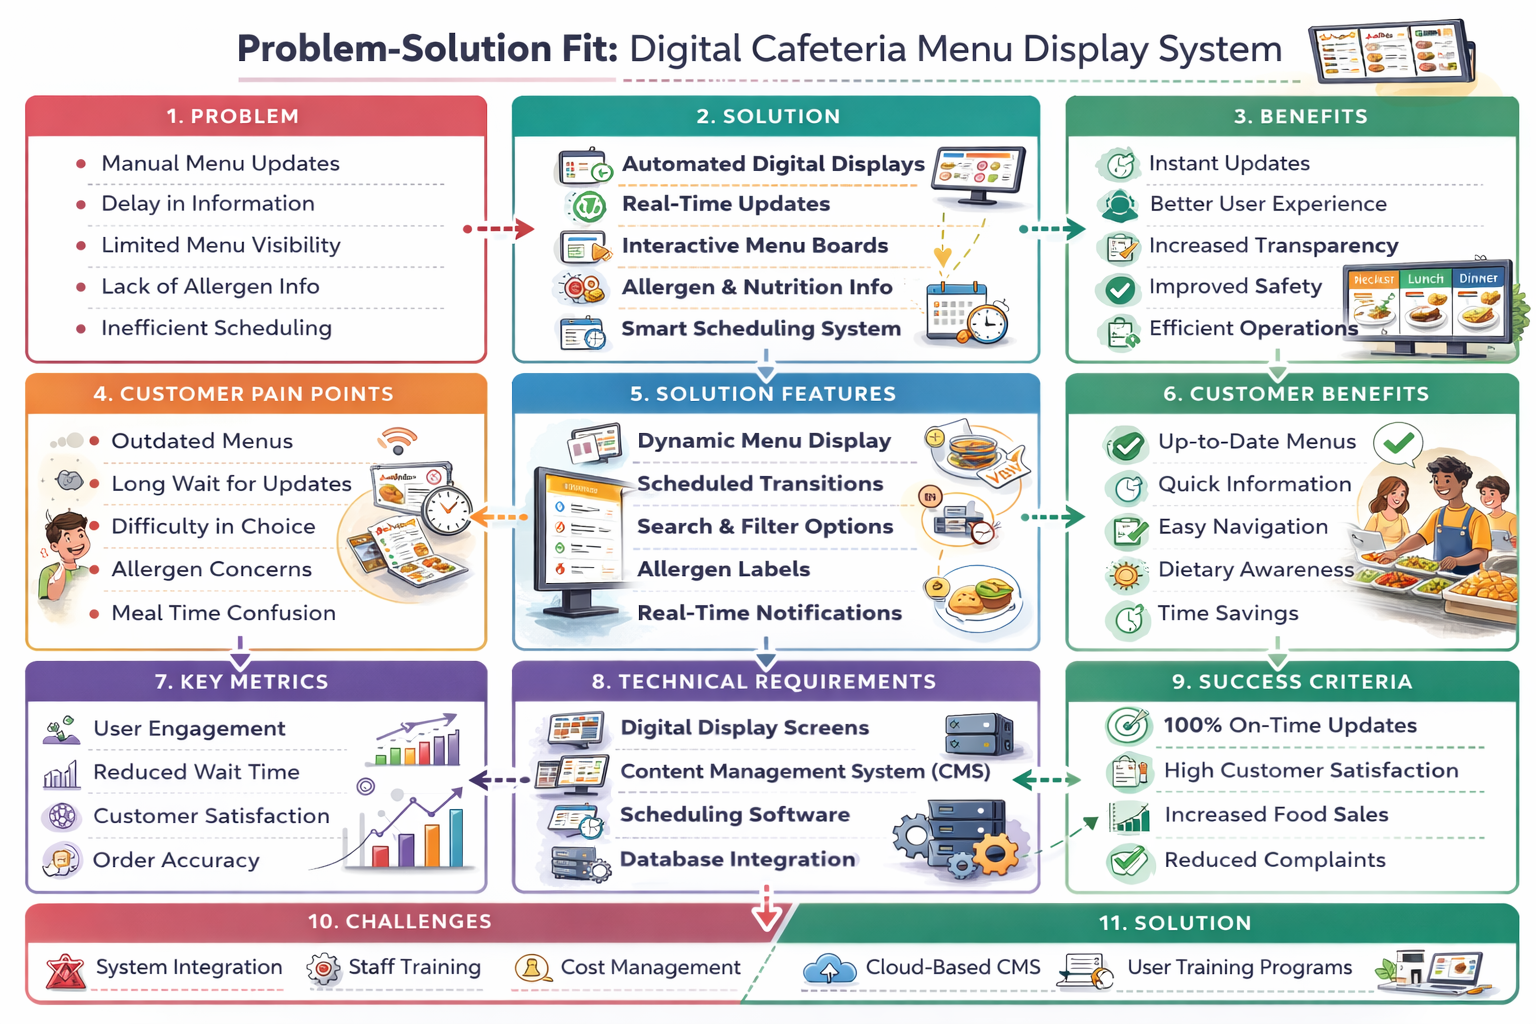 Problem-Solution Fit: Digital Cafeteria Menu Display System
1. PROBLEM
Manual Menu Updates
Delay in Information
Limited Menu Visibility
Lack of Allergen Info
Inefficient Scheduling
2. SOLUTION
Automated Digital Displays
Real-Time Updates
Interactive Menu Boards
Allergen & Nutrition Info
Smart Scheduling System
3. BENEFITS
Instant Updates
Better User Experience
Increased Transparency
Improved Safety
Efficient Operations
Lunch
Dinner
4. CUSTOMER PAIN POINTS
Outdated Menus
Long Wait for Updates
Difficulty in Choice
Allergen Concerns
Meal Time Confusion
5. SOLUTION FEATURES
Dynamic Menu Display
Scheduled Transitions
Search & Filter Options
Allergen Labels
Real-Time Notifications
6. CUSTOMER BENEFITS
Up-to-Date Menus
Quick Information
Easy Navigation
Dietary Awareness
Time Savings
7. KEY METRICS
User Engagement
Reduced Wait Time
Customer Satisfaction
Order Accuracy
8. TECHNICAL REQUIREMENTS
Digital Display Screens
Content Management System (CMS)
Scheduling Software
Database Integration
9. SUCCESS CRITERIA
100% On-Time Updates
High Customer Satisfaction
Increased Food Sales
Reduced Complaints
10. CHALLENGES
System Integration
Staff Training
Cost Management
11. SOLUTION
Cloud-Based CMS
User Training Programs